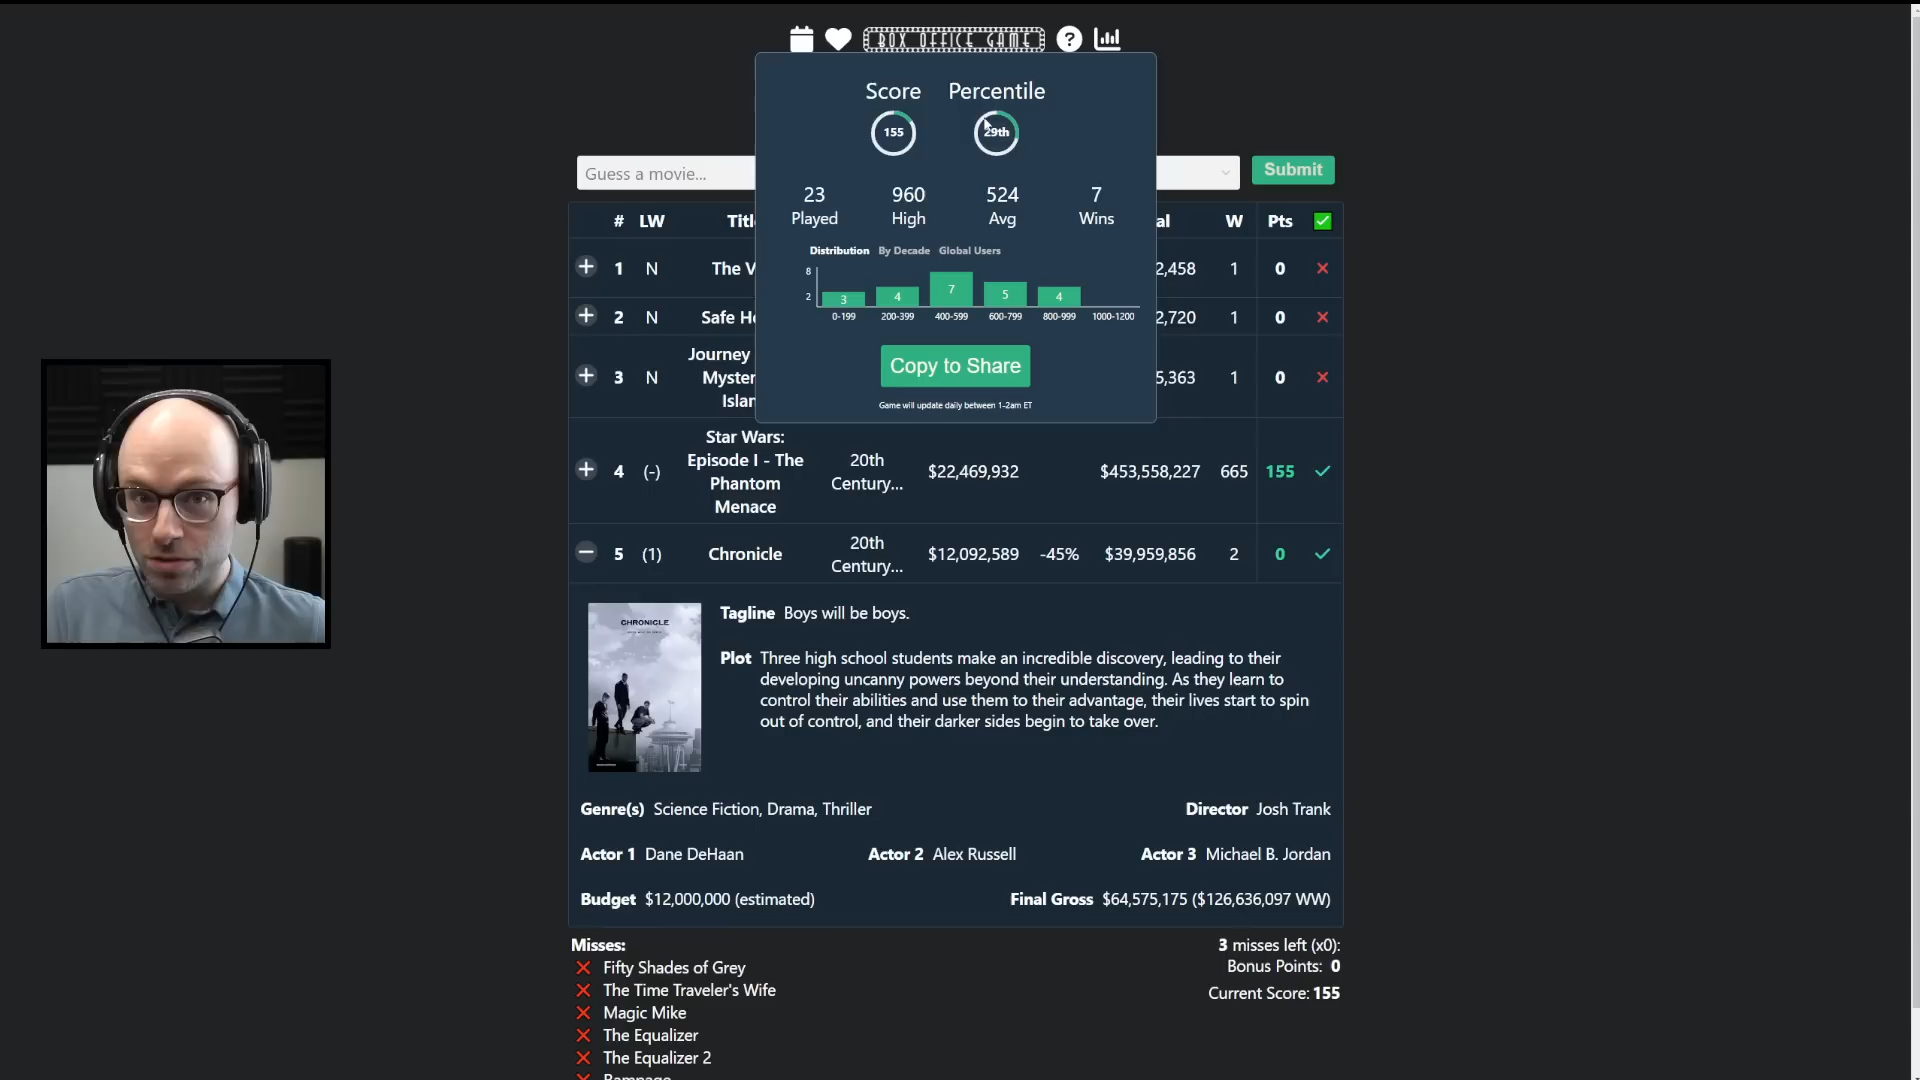 BOX OFFICE GAME ?
Score Percentile
155 29th
23 960 524 7
Played High Avg Wins
Distribution By Decade Global Users
8
2
3 4 7 5 4
0-199 200-399 400-599 600-799 800-999 1000-1200
Copy to Share
Game will update daily between 1-2am ET
Guess a movie... Submit
# LW W Pts
1 N The V 2,458 1 0
2 N Safe H 2,720 1 0
3 N Journey 5,363 1 0
Star Wars:
Episode I - The
Phantom
Menace
4 (-) 20th
Century... $22,469,932 $453,558,227 665 155
5 (1) Chronicle 20th
Century... $12,092,589 -45% $39,959,856 2 0
CHRONICLE
Tagline Boys will be boys.
Plot Three high school students make an incredible discovery, leading to their
developing uncanny powers beyond their understanding. As they learn to
control their abilities and use them to their advantage, their lives start to spin
out of control, and their darker sides begin to take over.
Genre(s) Science Fiction, Drama, Thriller Director Josh Trank
Actor 1 Dane DeHaan Actor 2 Alex Russell Actor 3 Michael B. Jordan
Budget $12,000,000 (estimated) Final Gross $64,575,175 ($126,636,097 WW)
Misses: 3 misses left (x0):
Fifty Shades of Grey Bonus Points: 0
The Time Traveler's Wife Current Score: 155
Magic Mike
The Equalizer
The Equalizer 2